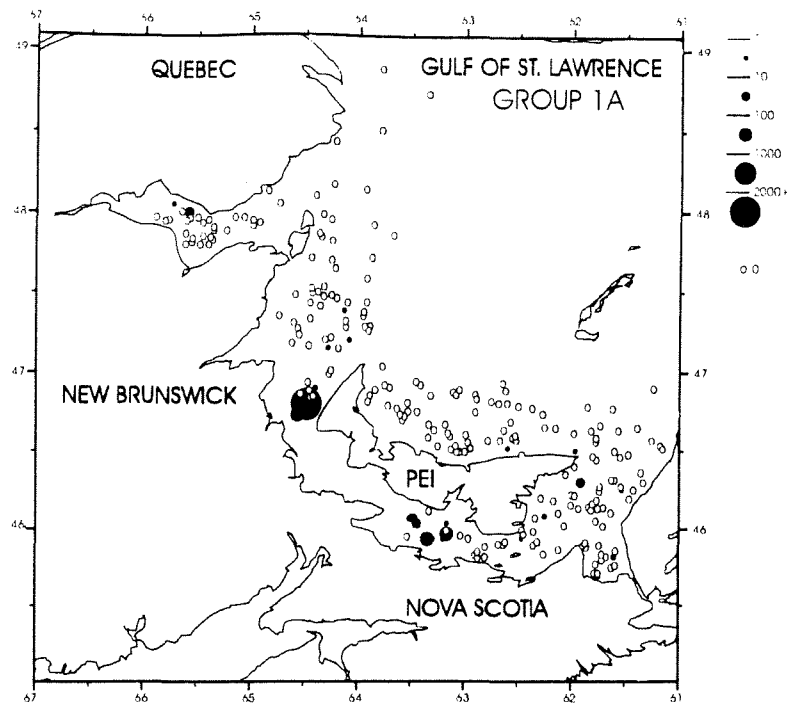 67 66 65 64 63 62 61
49 49
QUEBEC GULF OF ST. LAWRENCE
GROUP 1A
1
10
100
1000
2000+
0
48 48
47 47
NEW BRUNSWICK
PEI
46 46
NOVA SCOTIA
67 66 65 64 63 62 61